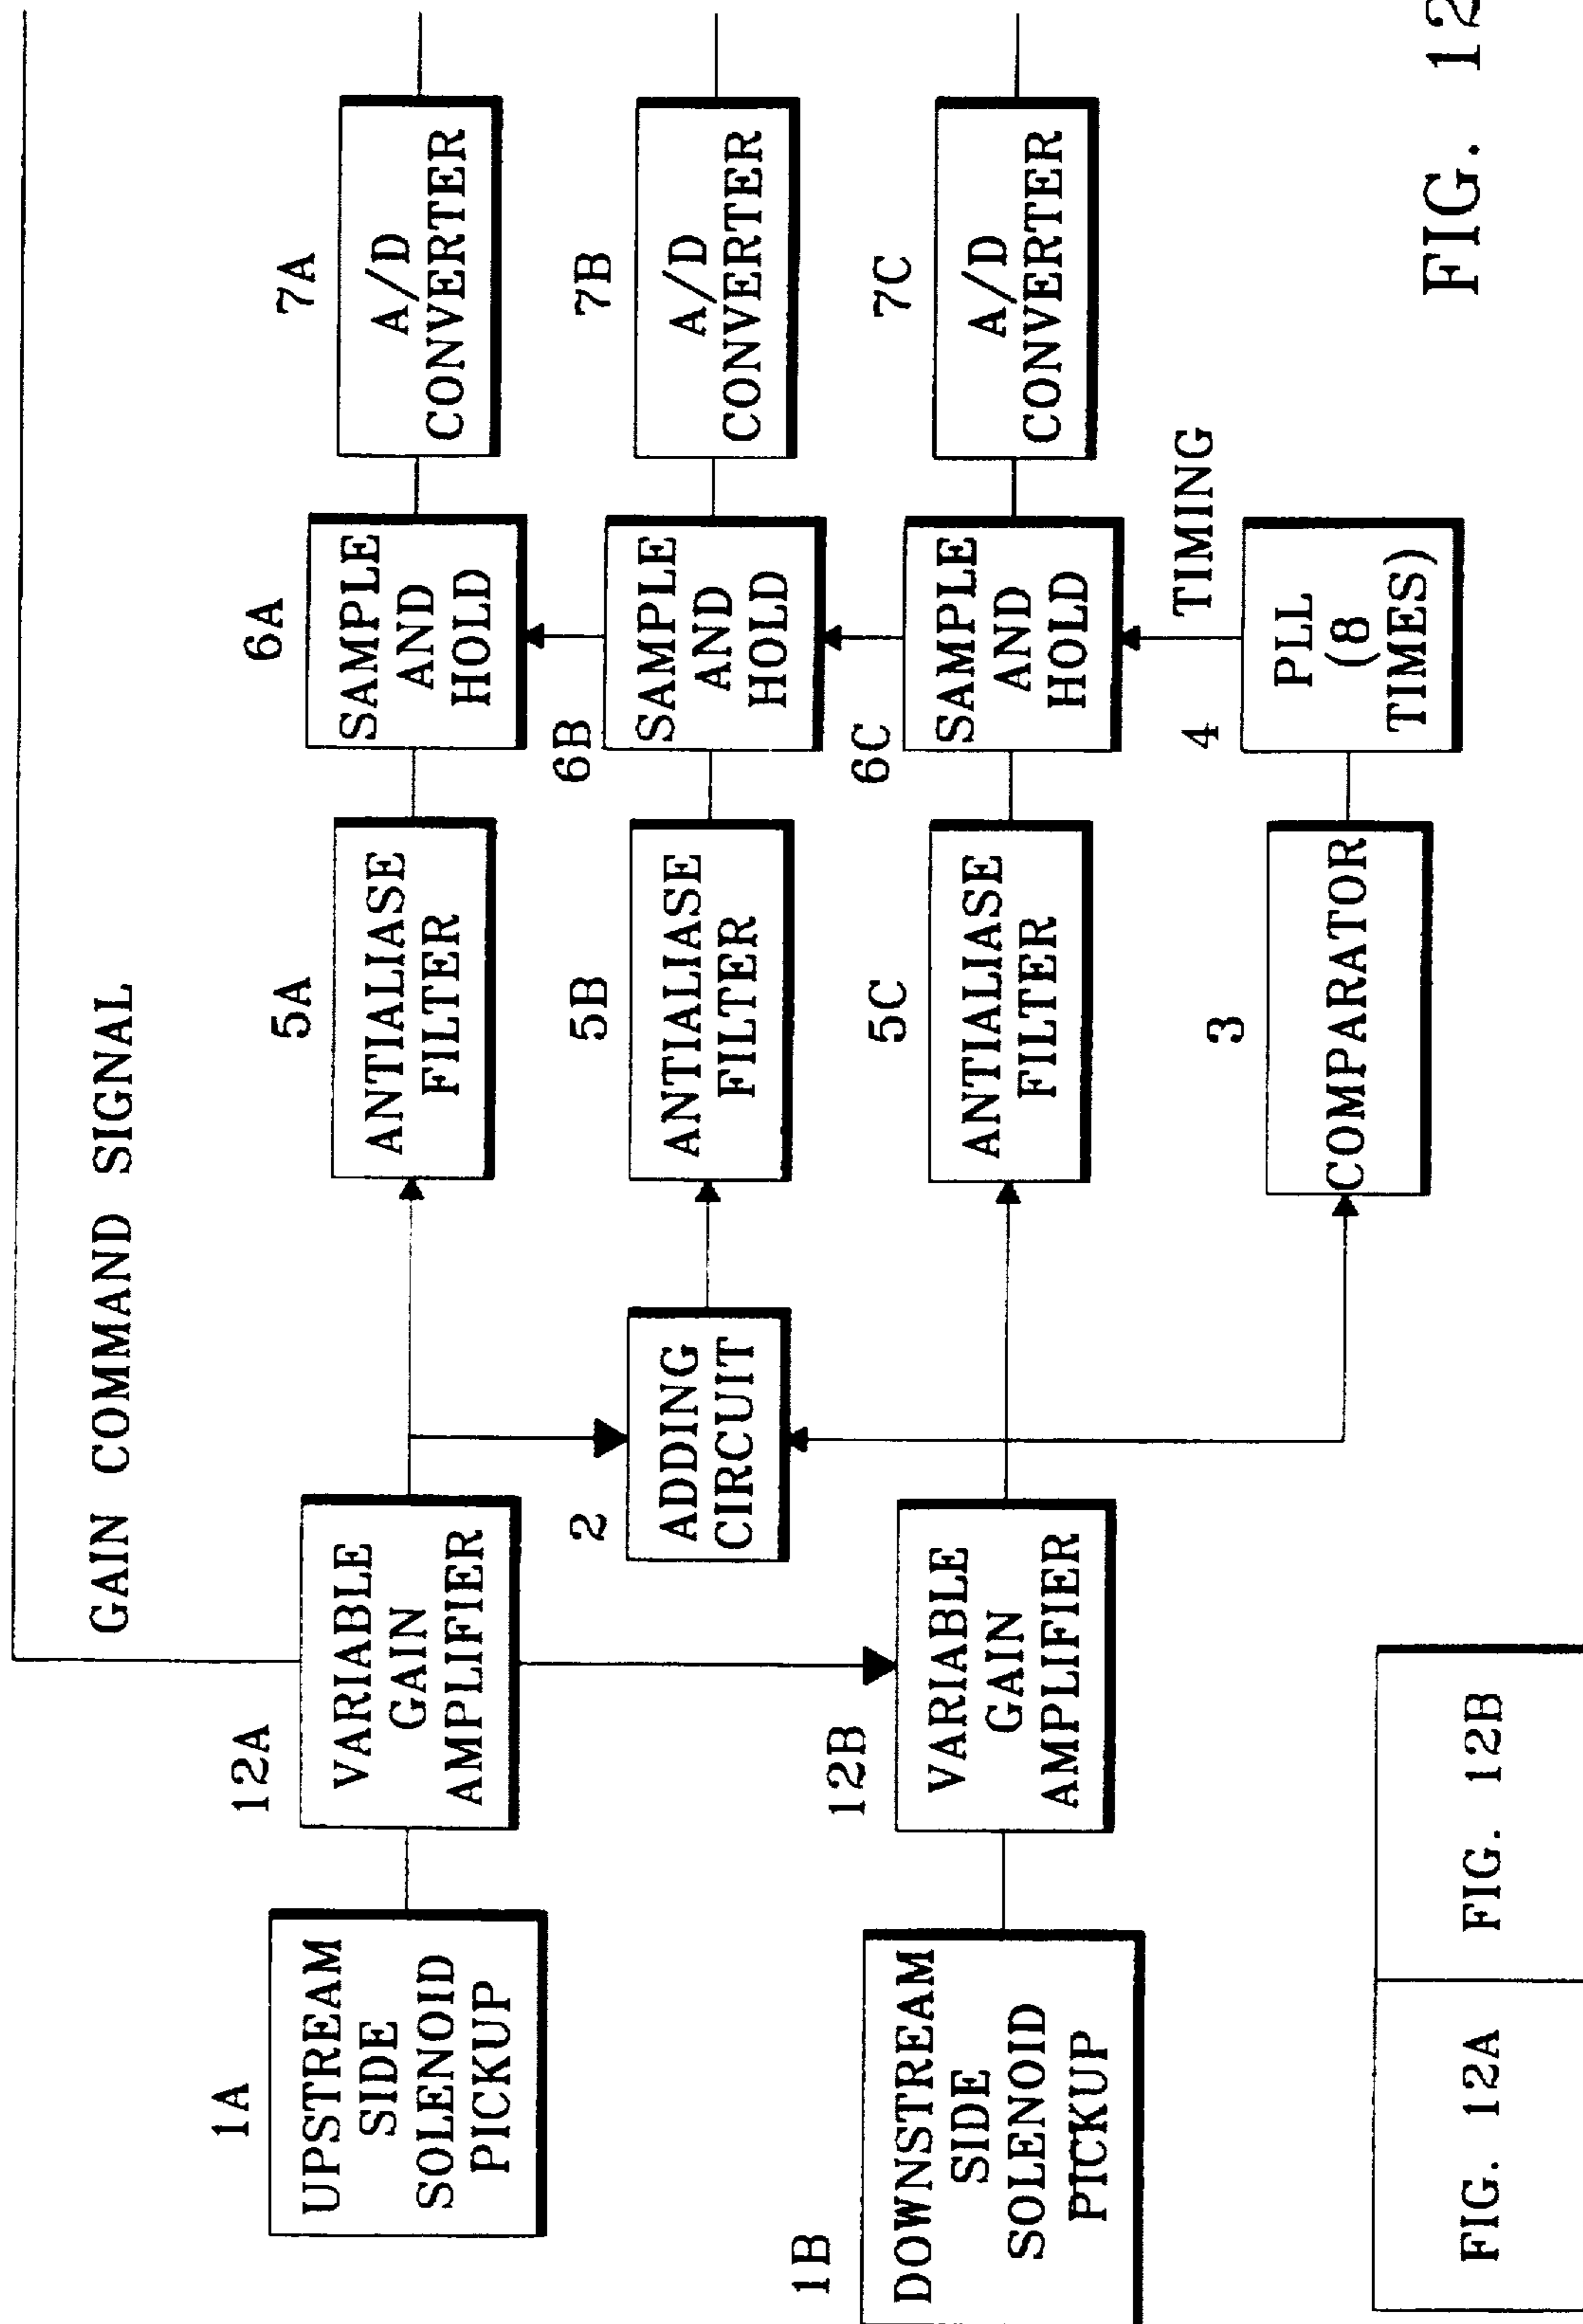 GAIN COMMAND SIGNAL
1A
UPSTREAM
SIDE
SOLENOID
PICKUP
12A
VARIABLE
GAIN
AMPLIFIER
5A
ANTIALIASE
FILTER
6A
SAMPLE
AND
HOLD
7A
A/D
CONVERTER
2
ADDING
CIRCUIT
5B
ANTIALIASE
FILTER
6B
SAMPLE
AND
HOLD
7B
A/D
CONVERTER
1B
DOWNSTREAM
SIDE
SOLENOID
PICKUP
12B
VARIABLE
GAIN
AMPLIFIER
5C
ANTIALIASE
FILTER
6C
SAMPLE
AND
HOLD
7C
A/D
CONVERTER
TIMING
3
COMPARATOR
4
PLL
(8
TIMES)
FIG. 12A
FIG. 12B
FIG. 12